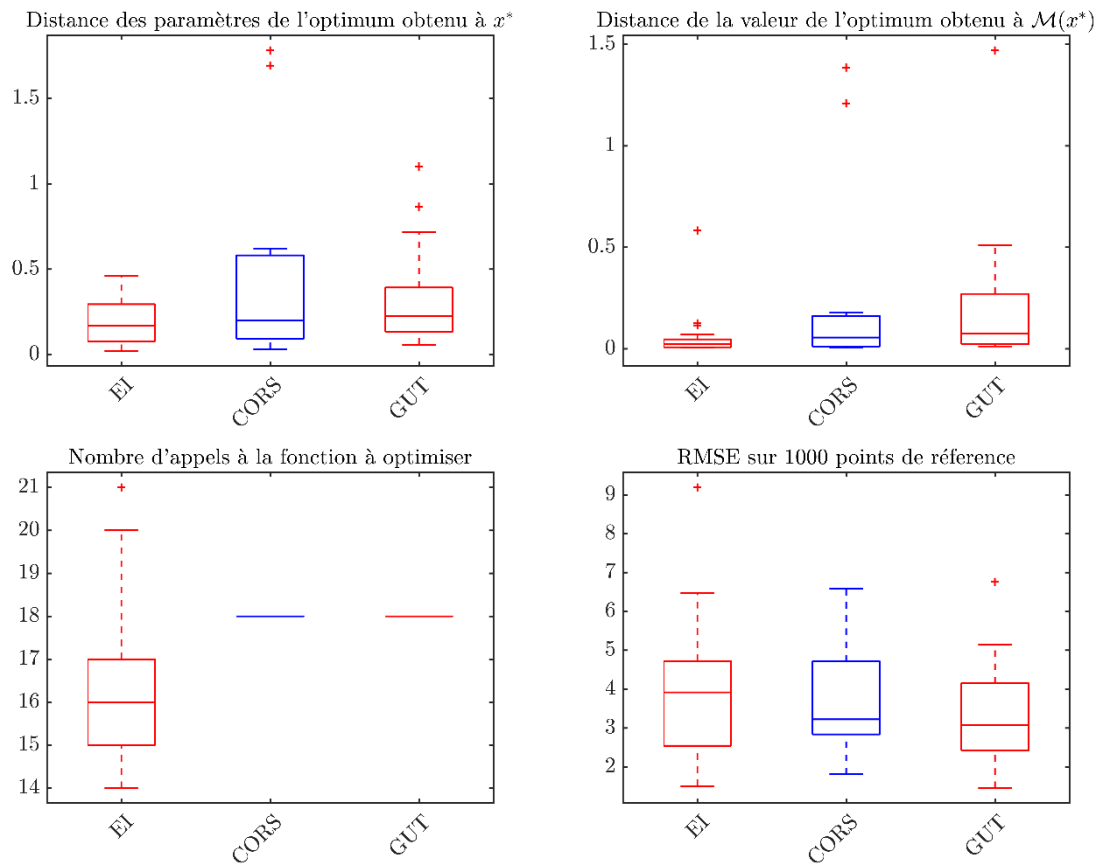 Distance des paramètres de l'optimum obtenu à x*
1.5
1
0.5
0
EI
CORS
GUT
Distance de la valeur de l'optimum obtenu à ℳ(x*)
1.5
1
0.5
0
EI
CORS
GUT
Nombre d'appels à la fonction à optimiser
21
20
19
18
17
16
15
14
EI
CORS
GUT
RMSE sur 1000 points de réference
9
8
7
6
5
4
3
2
EI
CORS
GUT